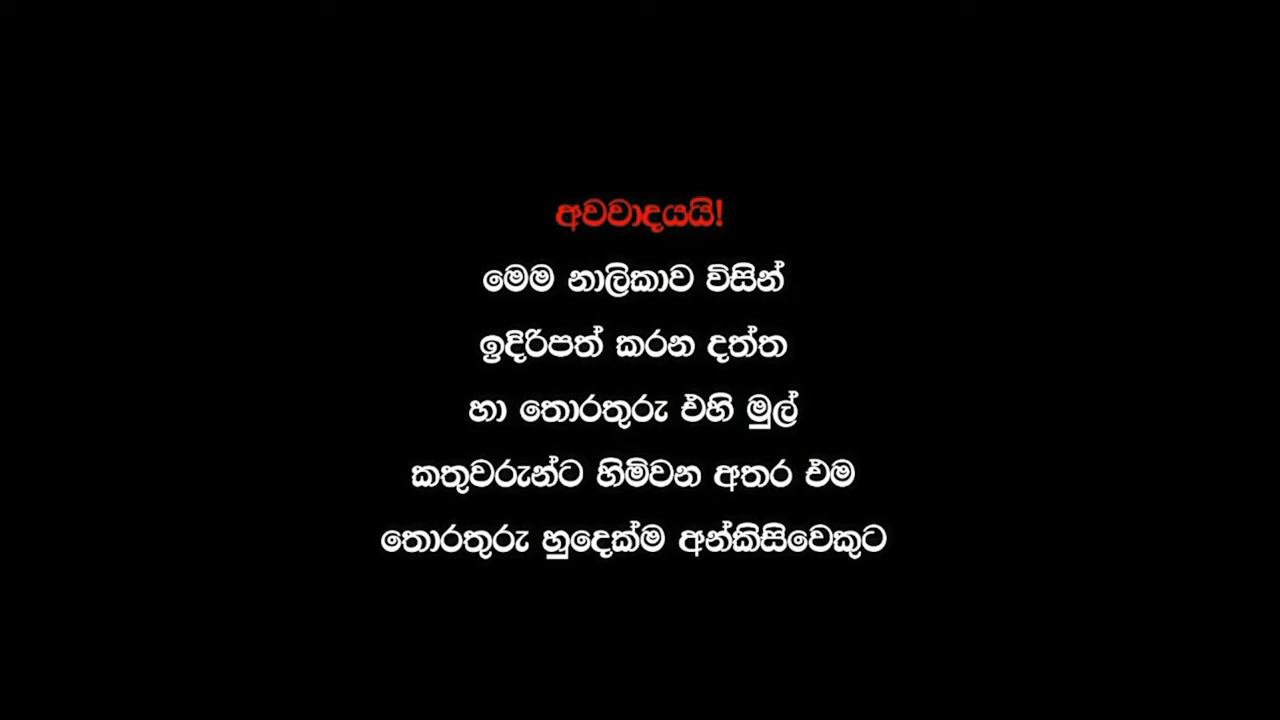 අවවාදයයි!
මෙම නාලිකාව විසින්
ඉදිරිපත් කරන දත්ත
හා තොරතුරු එහි මුල්
කතුවරුන්ට හිමිවන අතර එම
තොරතුරු හුදෙක්ම අන්කිසිවෙකුට